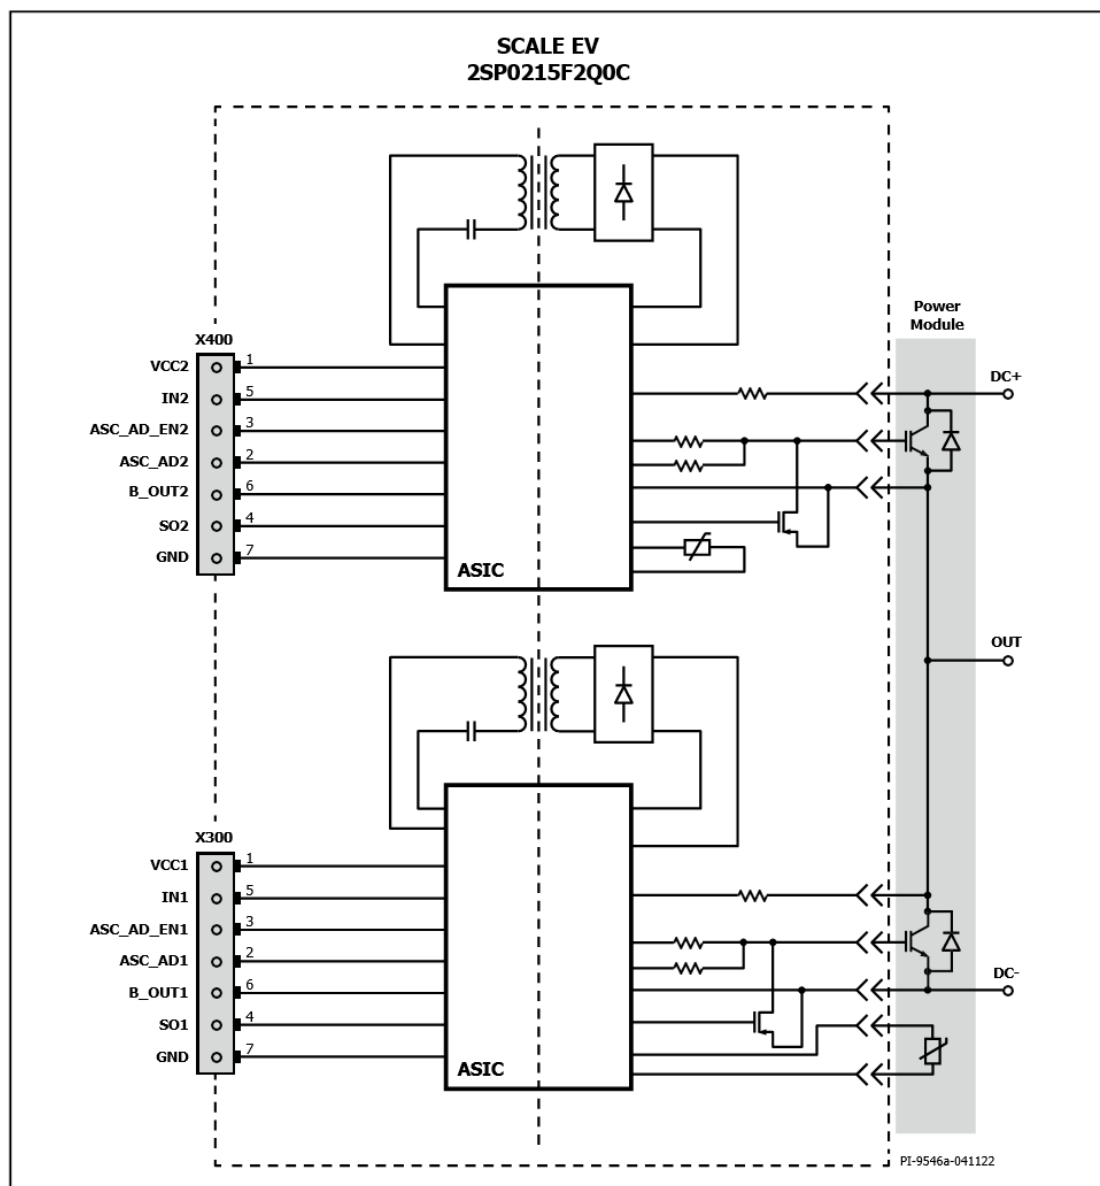 SCALE EV
2SP0215F2Q0C
Power
Module
X400
VCC2 1
IN2 5
ASC_AD_EN2 3
ASC_AD2 2
B_OUT2 6
SO2 4
GND 7
ASIC
DC+
OUT
X300
VCC1 1
IN1 5
ASC_AD_EN1 3
ASC_AD1 2
B_OUT1 6
SO1 4
GND 7
ASIC
DC-
PI-9546a-041122